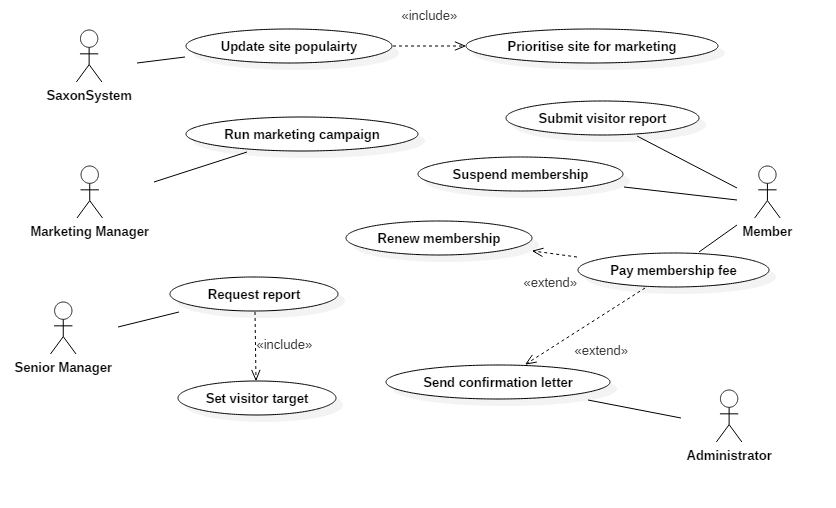 «include»
Update site populairty
Prioritise site for marketing
SaxonSystem
Submit visitor report
Run marketing campaign
Suspend membership
Marketing Manager
Member
Renew membership
Pay membership fee
«extend»
Request report
«include»
«extend»
Senior Manager
Send confirmation letter
Set visitor target
Administrator